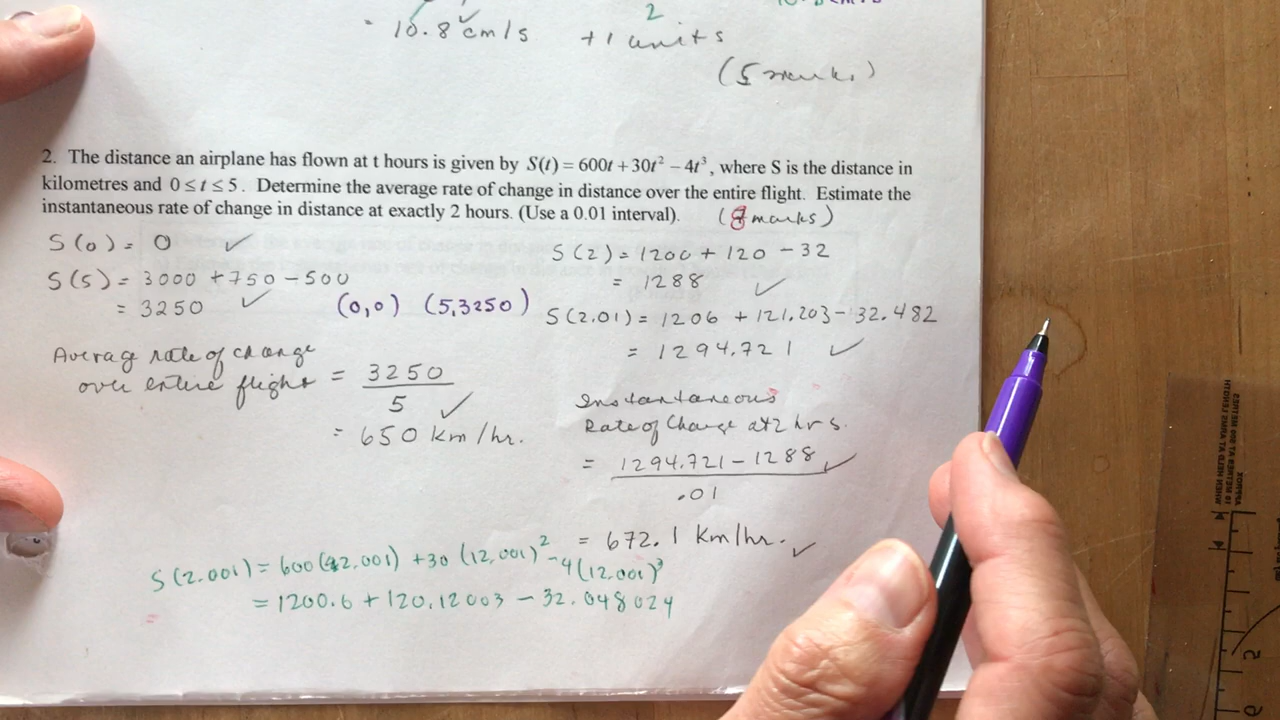 2
= 10.8 cm/s +1 units
(5 marks)
2. The distance an airplane has flown at t hours is given by S(t) = 600t + 30t² − 4t³, where S is the distance in
kilometres and 0 ≤ t ≤ 5. Determine the average rate of change in distance over the entire flight. Estimate the
instantaneous rate of change in distance at exactly 2 hours. (Use a 0.01 interval). (8 marks)
S(0) = 0 ✓
S(5) = 3000 + 750 − 500
= 3250 ✓
(0,0) (5,3250)
Average rate of change
over entire flight = 3250/5 ✓
= 650 km/hr.
S(2) = 1200 + 120 − 32
= 1288 ✓
S(2.01) = 1206 + 121.203 − 32.482
= 1294.721 ✓
Instantaneous
Rate of Change at 2 hrs.
= 1294.721 − 1288 ✓
.01
= 672.1 km/hr. ✓
S(2.001) = 600(2.001) + 30(12.001)² − 4(12.001)³
= 1200.6 + 120.12003 − 32.048024
2